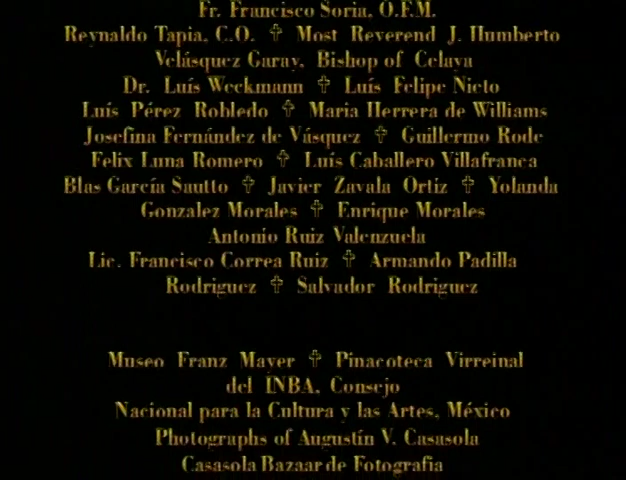 Fr. Francisco Soria, O.F.M.
Reynaldo Tapia, C.O. ✞ Most Reverend J. Humberto
Velásquez Garay, Bishop of Celaya
Dr. Luís Weckmann ✞ Luís Felipe Nieto
Luís Pérez Robledo ✞ Maria Herrera de Williams
Josefina Fernández de Vásquez ✞ Guillermo Rode
Felix Luna Romero ✞ Luís Caballero Villafranca
Blas García Sautto ✞ Javier Zavala Ortiz ✞ Yolanda
Gonzalez Morales ✞ Enrique Morales
Antonio Ruiz Valenzuela
Lic. Francisco Correa Ruiz ✞ Armando Padilla
Rodriguez ✞ Salvador Rodriguez
Museo Franz Mayer ✞ Pinacoteca Virreinal
del INBA, Consejo
Nacional para la Cultura y las Artes, México
Photographs of Augustín V. Casasola
Casasola Bazaar de Fotografia